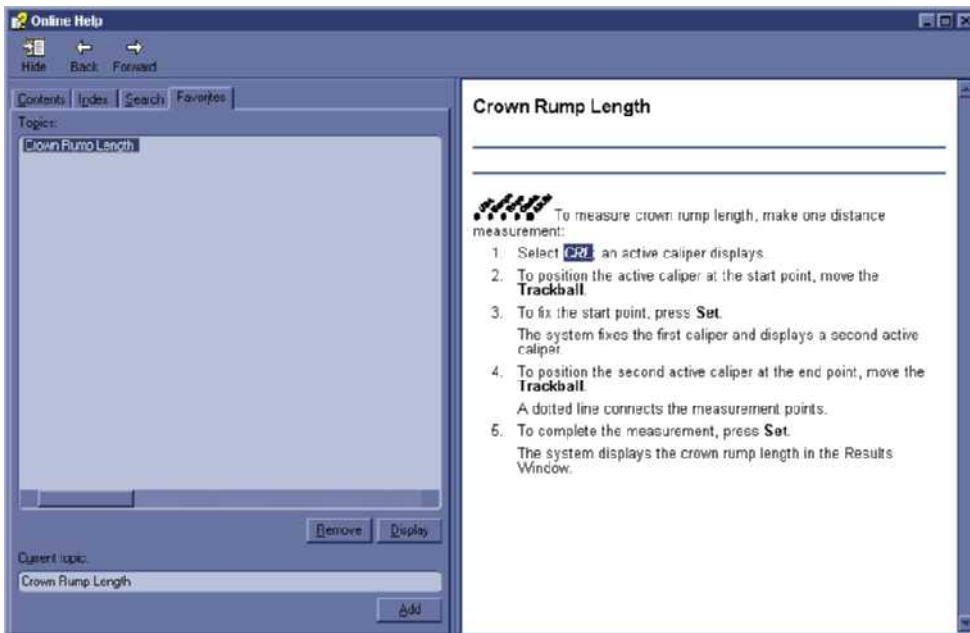 Online Help
Hide Back Forward
Contents Index Search Favorites
Topics:
Crown Rump Length
Remove Display
Current topic:
Crown Rump Length
Add
Crown Rump Length
To measure crown rump length, make one distance
measurement:
1. Select CRL; an active caliper displays.
2. To position the active caliper at the start point, move the
Trackball.
3. To fix the start point, press Set.
The system fixes the first caliper and displays a second active
caliper.
4. To position the second active caliper at the end point, move the
Trackball.
A dotted line connects the measurement points.
5. To complete the measurement, press Set.
The system displays the crown rump length in the Results
Window.